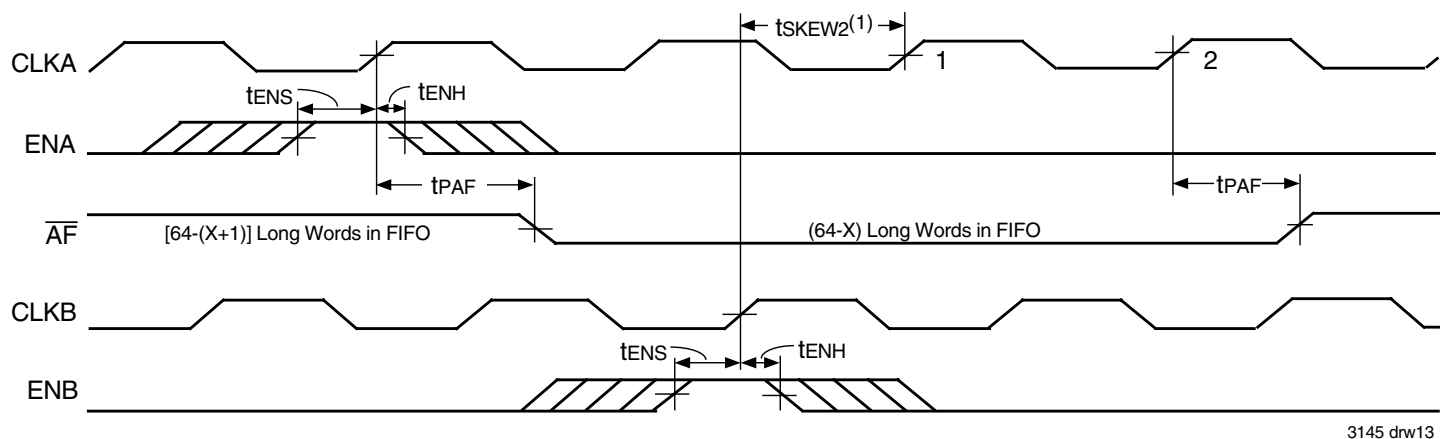 tSKEW2(1)
CLKA
1
2
tENS
tENH
ENA
tPAF
tPAF
AF
[64-(X+1)] Long Words in FIFO
(64-X) Long Words in FIFO
CLKB
tENS
tENH
ENB
3145 drw13